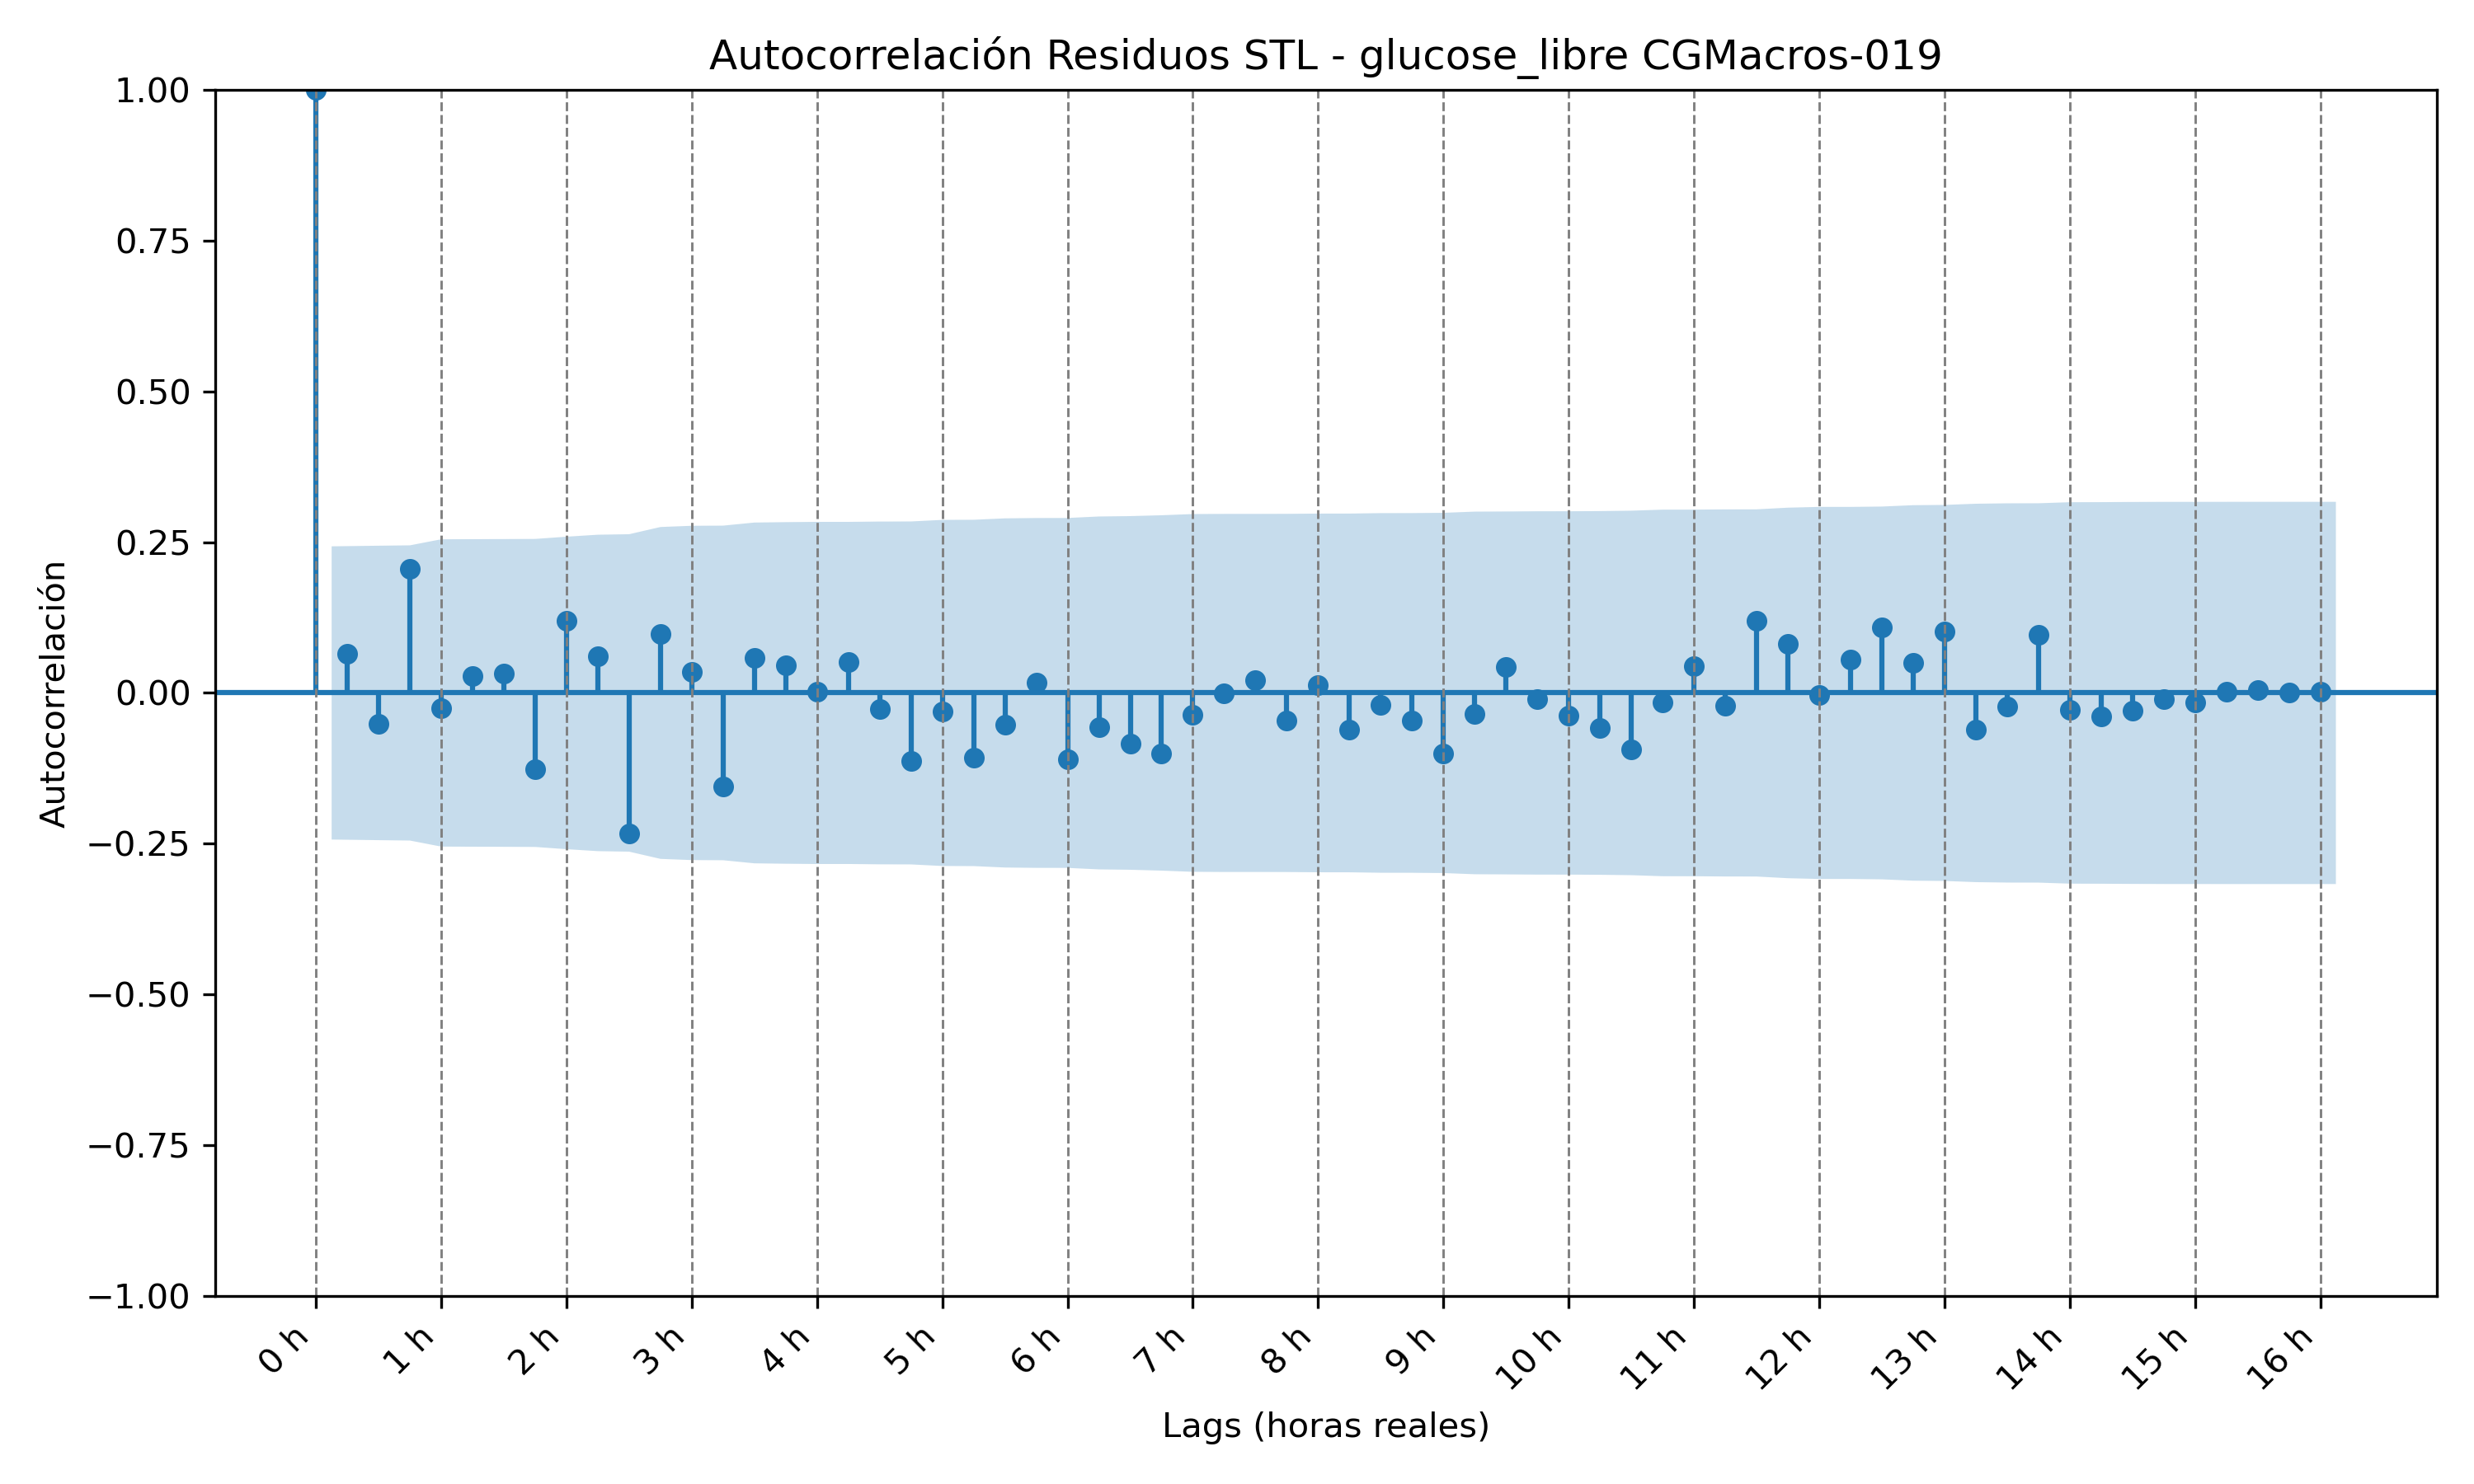 Autocorrelación Residuos STL - glucose_libre CGMacros-019
1.00
0.75
0.50
0.25
0.00
−0.25
−0.50
−0.75
−1.00
Autocorrelación
0 h
1 h
2 h
3 h
4 h
5 h
6 h
7 h
8 h
9 h
10 h
11 h
12 h
13 h
14 h
15 h
16 h
Lags (horas reales)